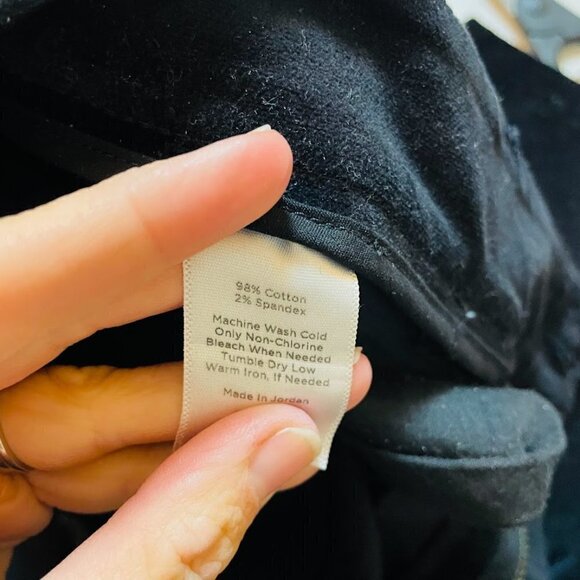 98% Cotton
2% Spandex
Machine Wash Cold
Only Non-Chlorine
Bleach When Needed
Tumble Dry Low
Warm Iron, If Needed
Made In Jordan